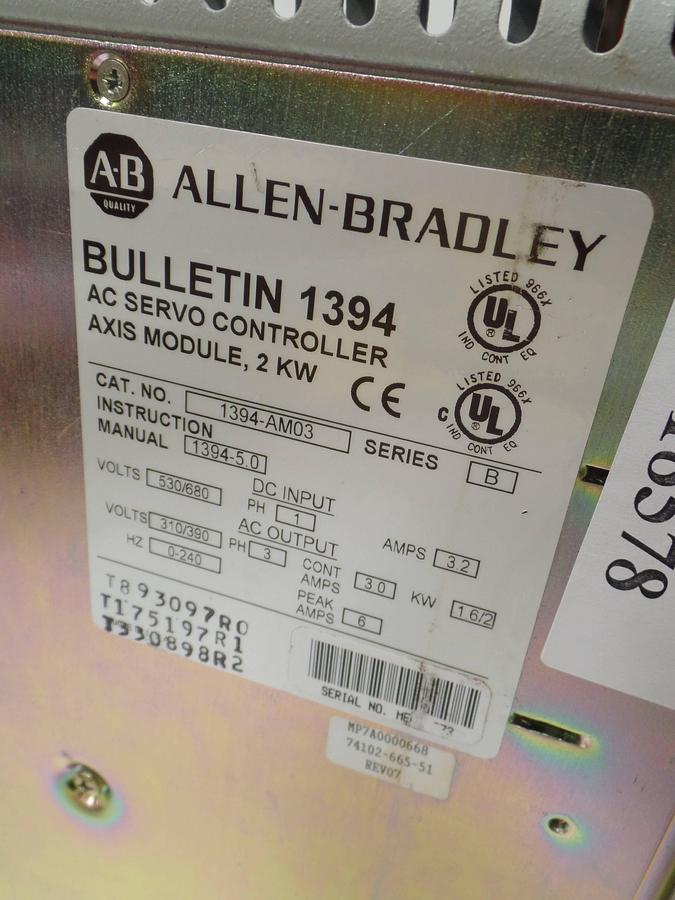 A-B
QUALITY
ALLEN-BRADLEY
BULLETIN 1394
AC SERVO CONTROLLER
AXIS MODULE, 2 KW
LISTED 966X
UL
®
IND CONT EQ
CE
LISTED 966X
C UL
®
IND CONT EQ
CAT. NO. 1394-AM03 SERIES B
INSTRUCTION
MANUAL 1394-5.0
DC INPUT
VOLTS 530/680 PH 1 AMPS 3.2
AC OUTPUT
VOLTS 310/390 PH 3 CONT AMPS 3.0 KW 1.6/2
HZ 0-240 PEAK AMPS 6
T893097R0
T175197R1
T330898R2
SERIAL NO.
MP7A0000668
74102-665-51
REV07
18578